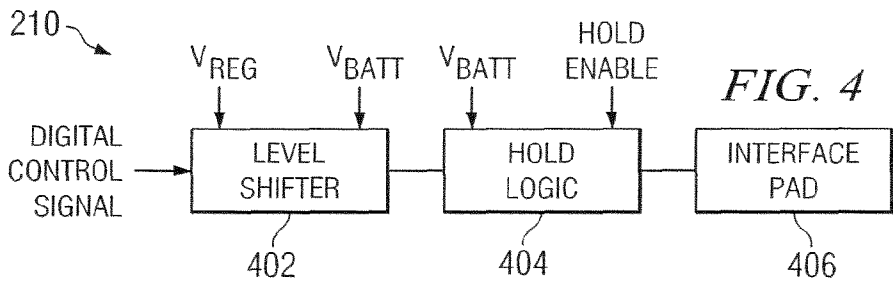 210
V_REG
V_BATT
V_BATT
HOLD
ENABLE
FIG. 4
DIGITAL
CONTROL
SIGNAL
LEVEL
SHIFTER
HOLD
LOGIC
INTERFACE
PAD
402
404
406